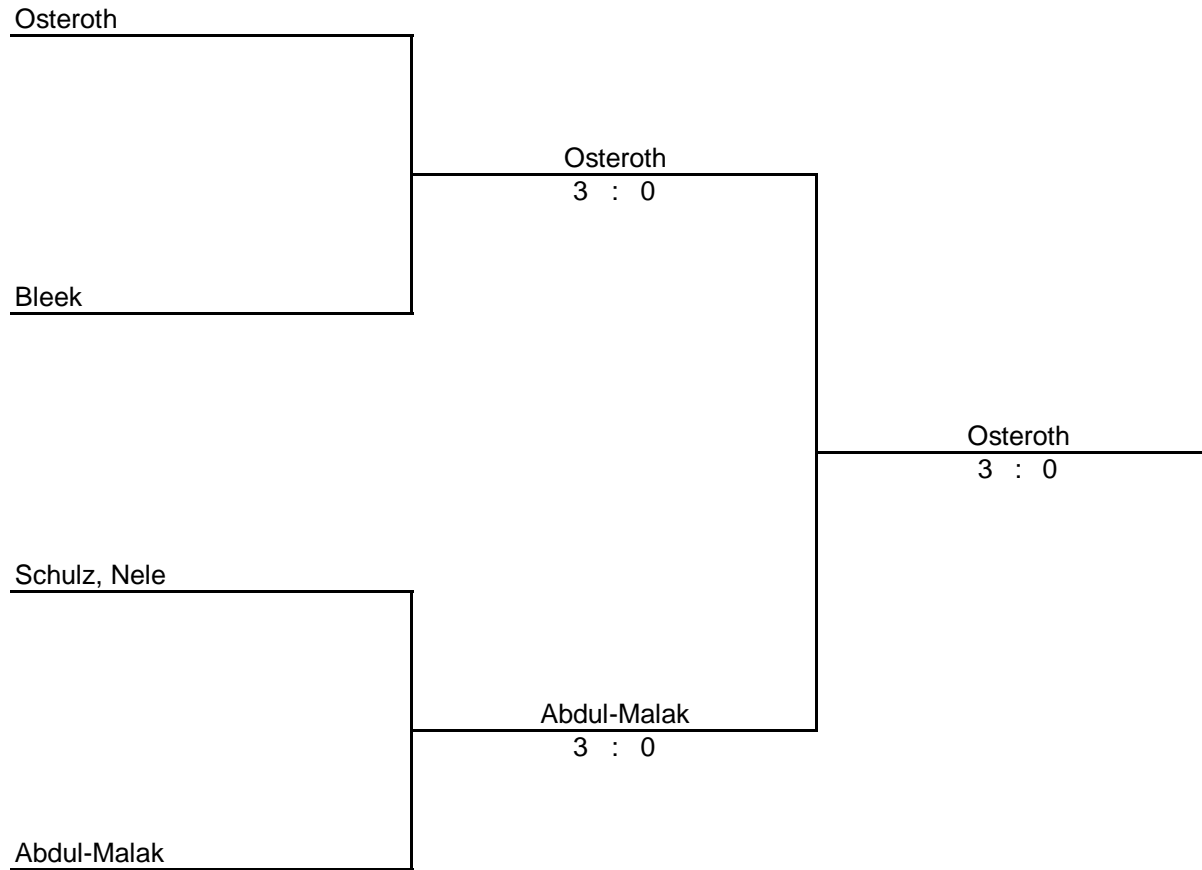 Osteroth
Osteroth
3 : 0
Bleek
Osteroth
3 : 0
Schulz, Nele
Abdul-Malak
3 : 0
Abdul-Malak